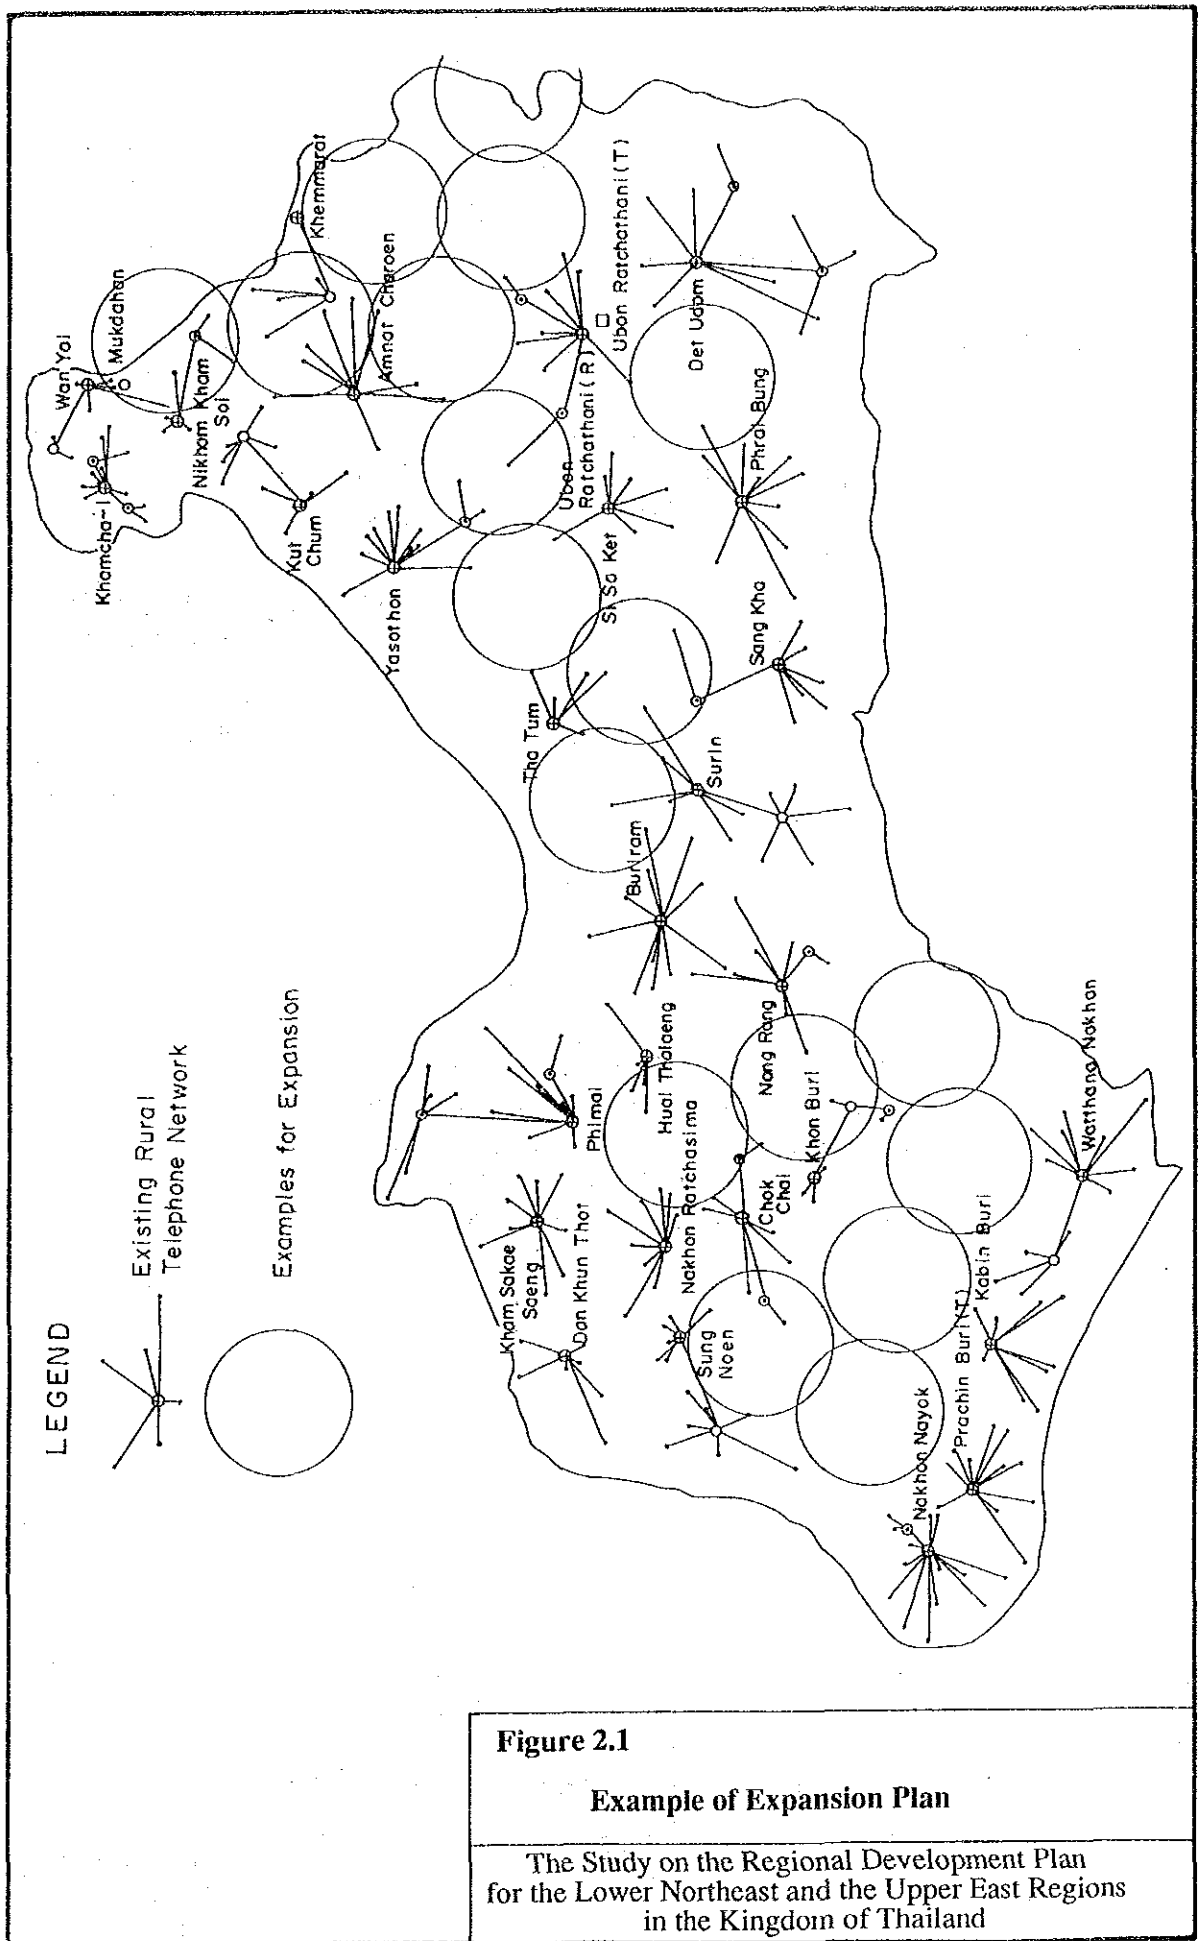 LEGEND
Existing Rural
Telephone Network
Examples for Expansion
Wan Yai
Mukdahan
Khamcha-I
Nikhom Kham
Soi
Khemmarat
Kut
Chum
Amnat Charoen
Yasothon
Ubon
Ratchathani (R)
Ubon Ratchathani (T)
Si Sa Ket
Det Udom
Phrai Bung
Sang Kha
Tha Tum
Surin
Buriram
Nang Rang
Huai Thalaeng
Phimai
Nakhon Ratchasima
Khon Buri
Chok
Chai
Kham Sakae
Saeng
Dan Khun Thot
Sung
Noen
Watthana Nakhon
Kabin Buri
Prachin Buri (T)
Nakhon Nayok
Figure 2.1
Example of Expansion Plan
The Study on the Regional Development Plan
for the Lower Northeast and the Upper East Regions
in the Kingdom of Thailand